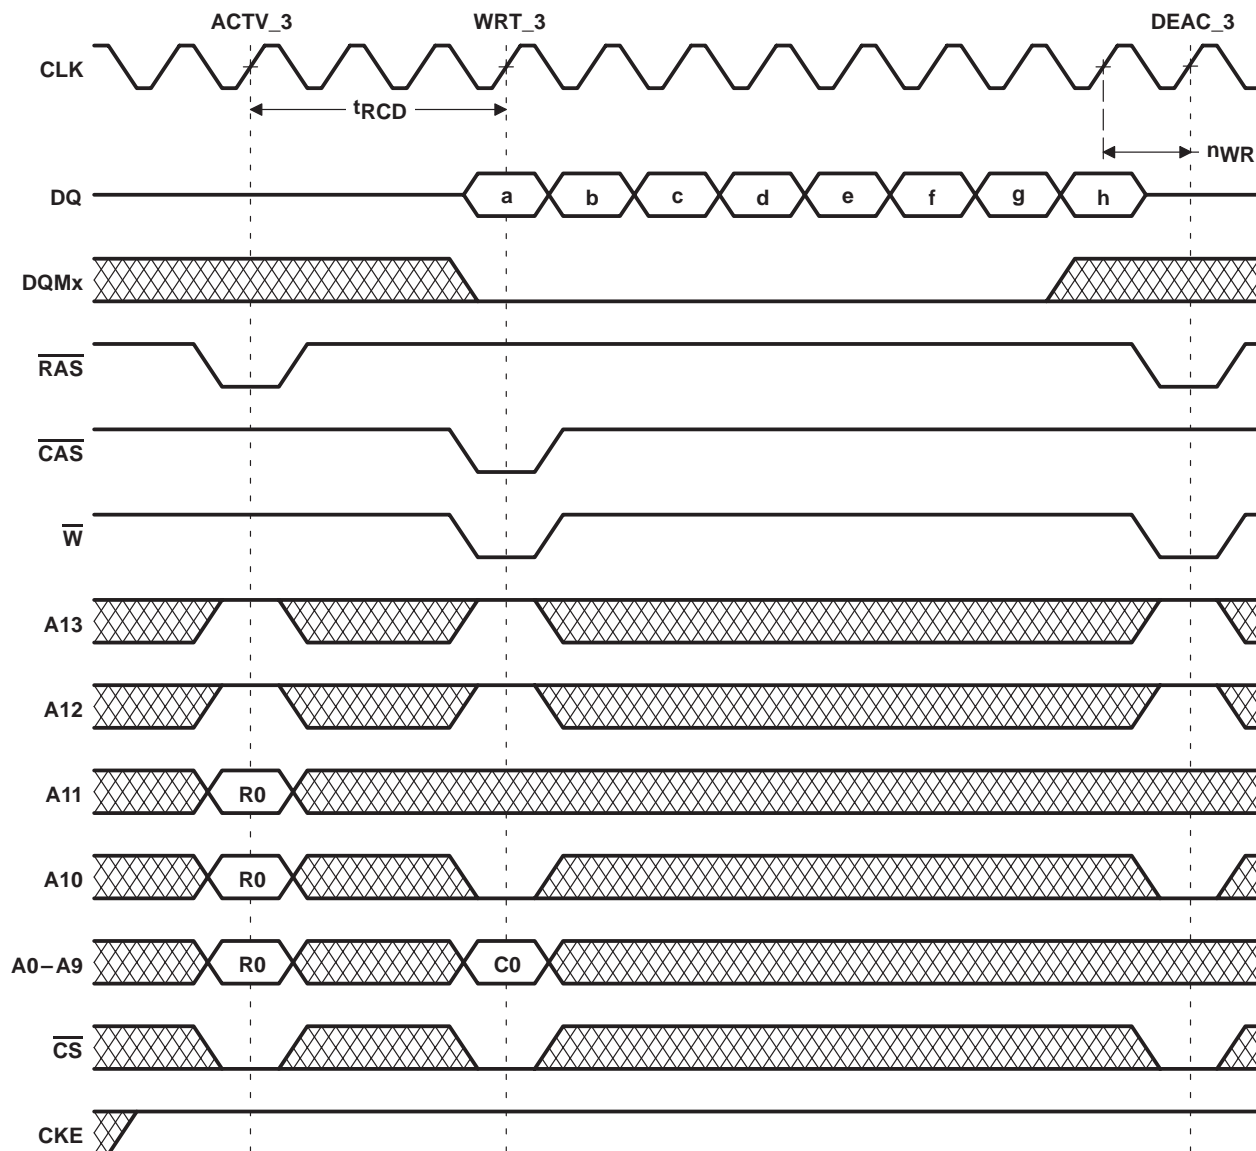 ACTV_3 WRT_3 DEAC_3
CLK
tRCD
nWR
DQ a b c d e f g h
DQMx
RAS
CAS
W
A13
A12
A11 R0
A10 R0
A0–A9 R0 C0
CS
CKE